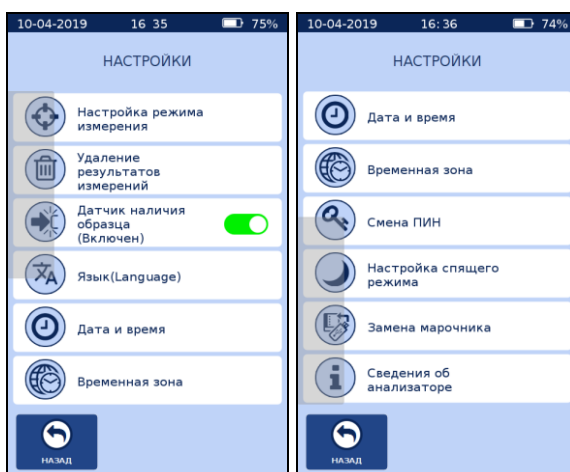 10-04-2019 16 35 75%
НАСТРОЙКИ
Настройка режима
измерения
Удаление
результатов
измерений
Датчик наличия
образца
(Включен)
Язык(Language)
Дата и время
Временная зона
НАЗАД
10-04-2019 16:36 74%
НАСТРОЙКИ
Дата и время
Временная зона
Смена ПИН
Настройка спящего
режима
Замена марочника
Сведения об
анализаторе
НАЗАД